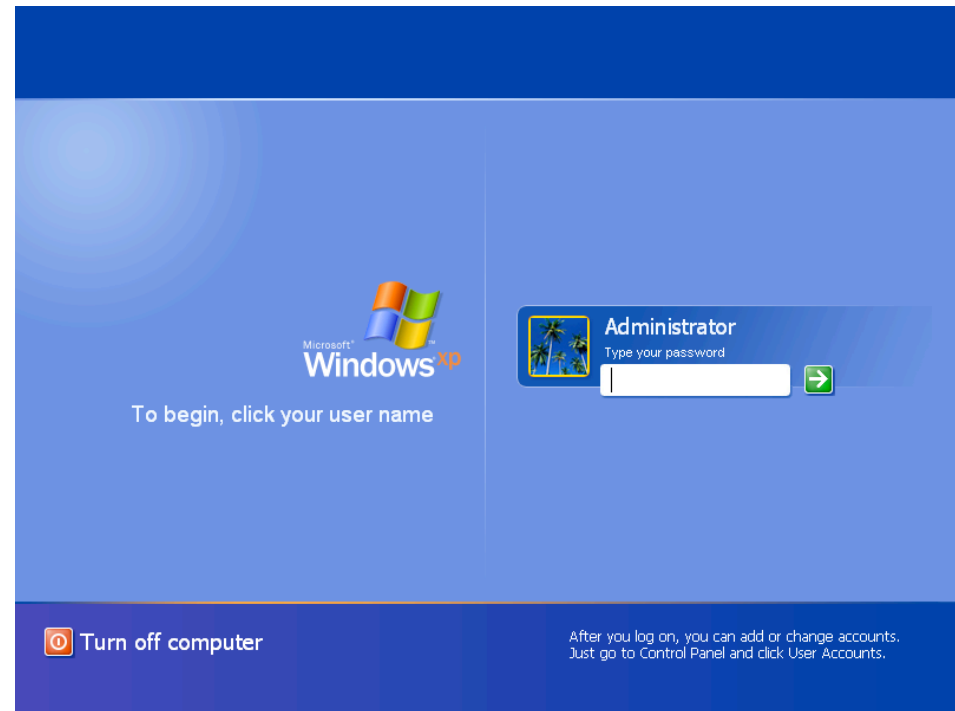 Microsoft®
Windows xp™
To begin, click your user name
Administrator
Type your password
Turn off computer
After you log on, you can add or change accounts.
Just go to Control Panel and click User Accounts.